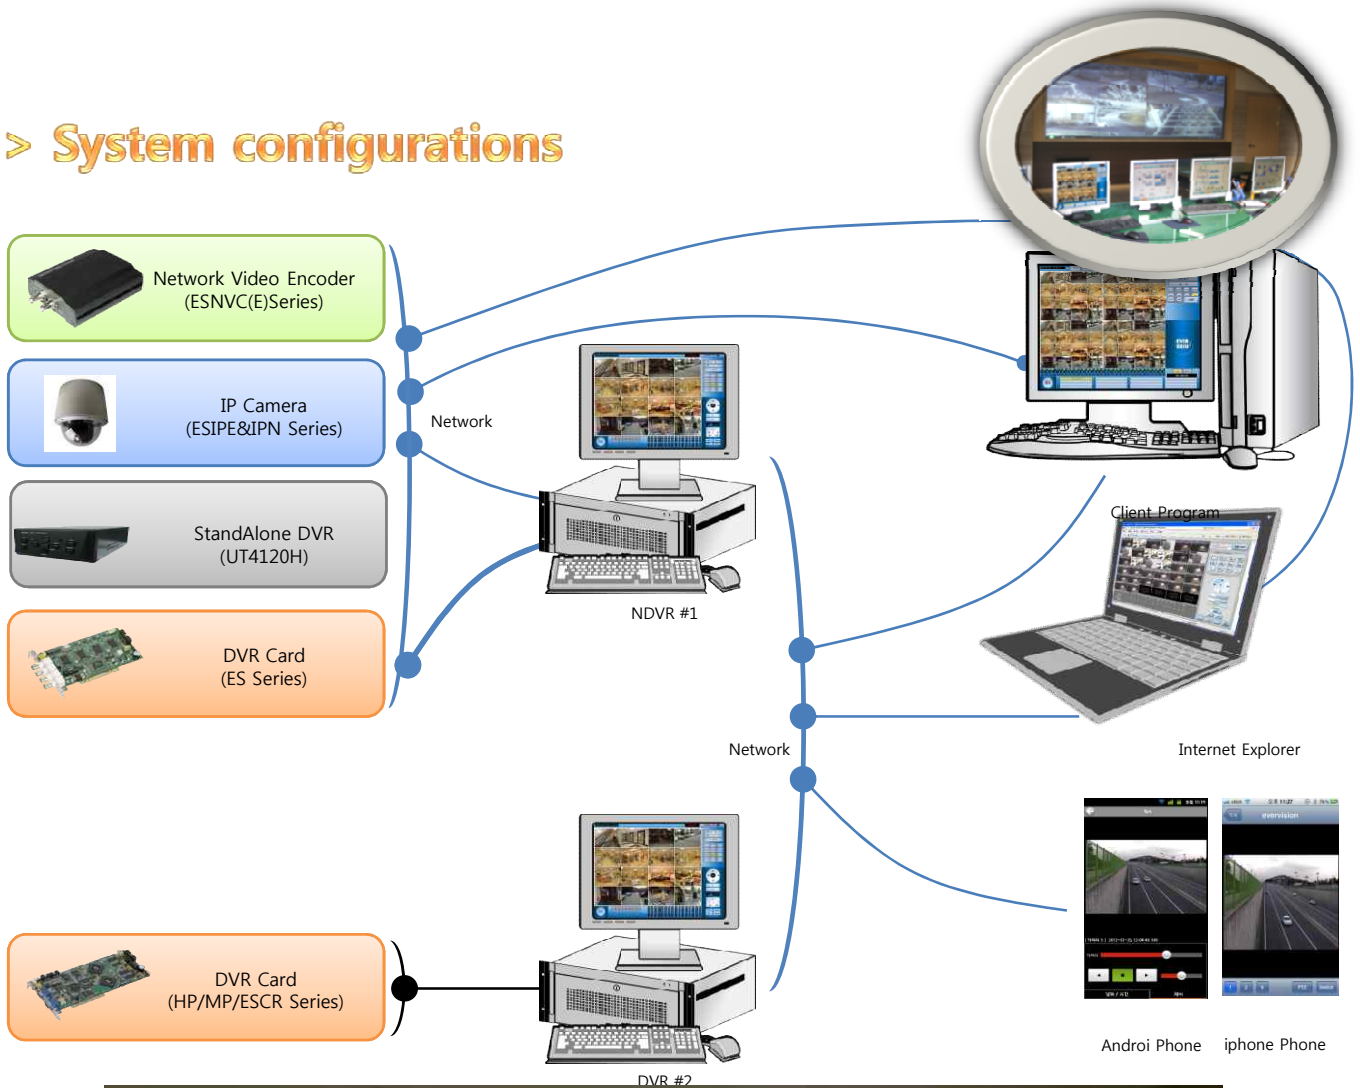 > System configurations
Network Video Encoder
(ESNVC(E)Series)
IP Camera
(ESIPE&IPN Series)
Network
StandAlone DVR
(UT4120H)
DVR Card
(ES Series)
NDVR #1
Client Program
Internet Explorer
Network
evervision
DVR Card
(HP/MP/ESCR Series)
DVR #2
Androi Phone
iphone Phone